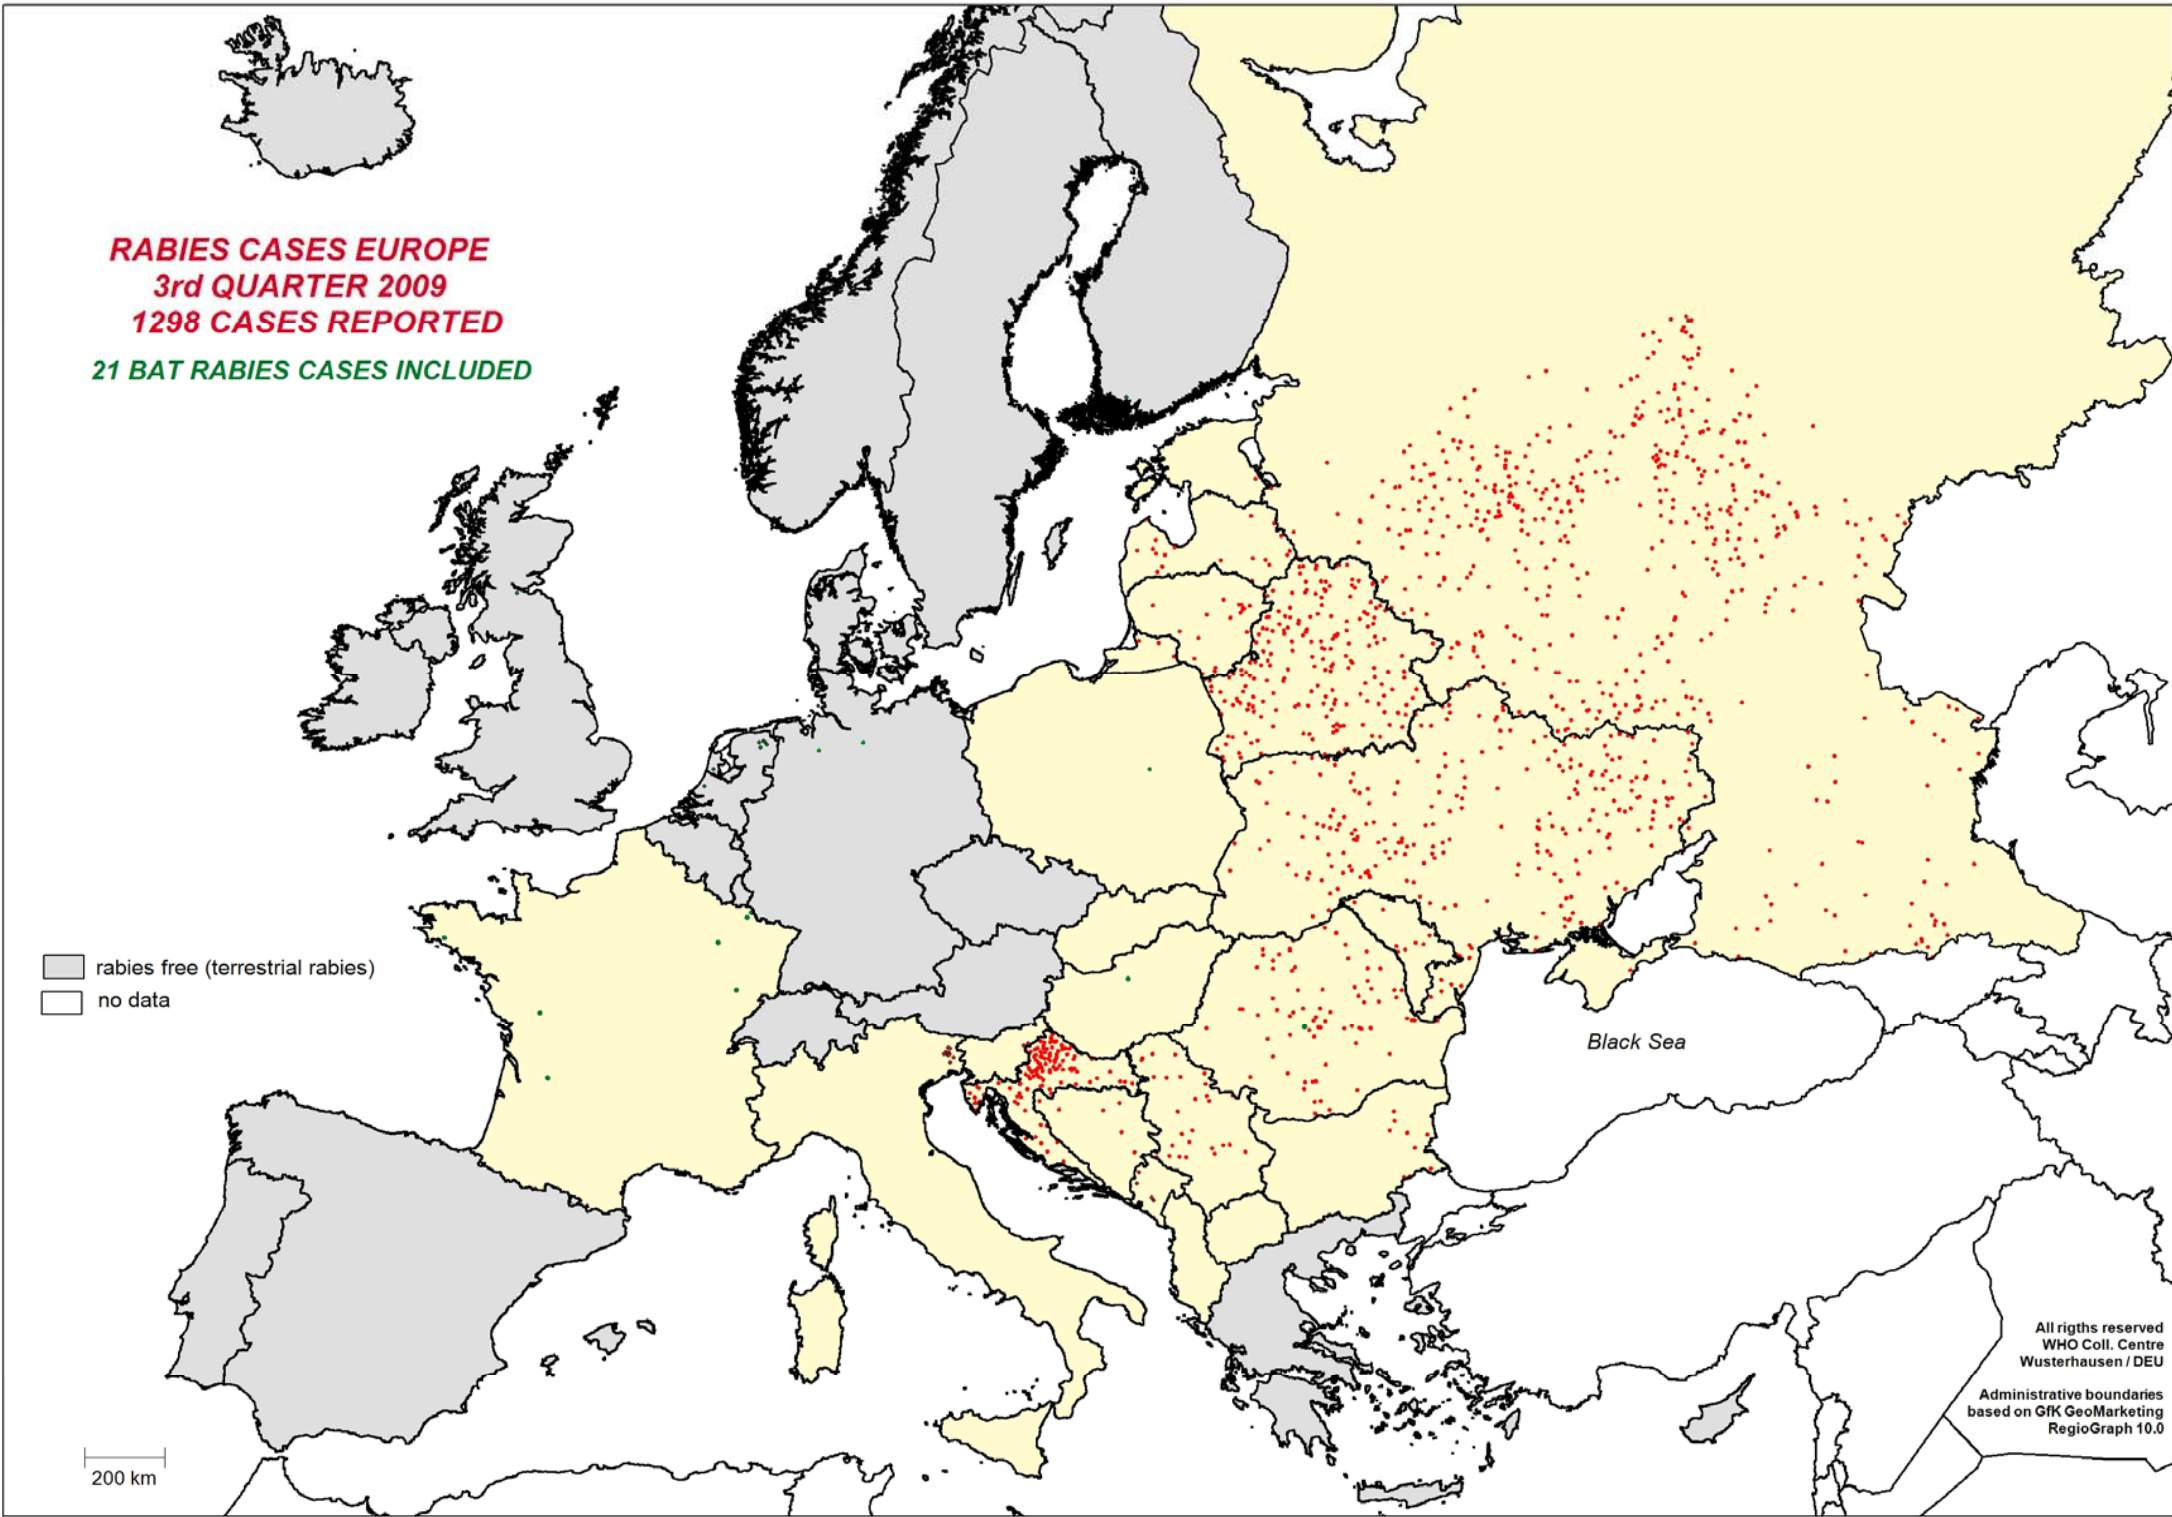 RABIES CASES EUROPE
3rd QUARTER 2009
1298 CASES REPORTED
21 BAT RABIES CASES INCLUDED
rabies free (terrestrial rabies)
no data
Black Sea
All rigths reserved
WHO Coll. Centre
Wusterhausen / DEU
Administrative boundaries
based on GfK GeoMarketing
RegioGraph 10.0
200 km